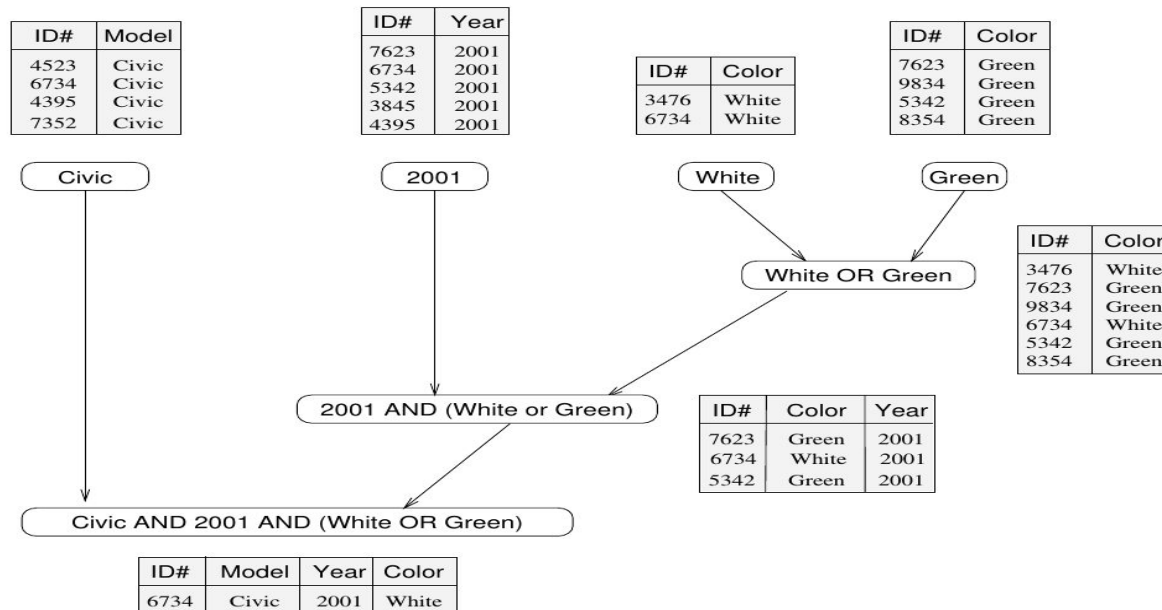 ID# Model
4523 Civic
6734 Civic
4395 Civic
7352 Civic
ID# Year
7623 2001
6734 2001
5342 2001
3845 2001
4395 2001
ID# Color
3476 White
6734 White
ID# Color
7623 Green
9834 Green
5342 Green
8354 Green
Civic
2001
White
Green
White OR Green
ID# Color
3476 White
7623 Green
9834 Green
6734 White
5342 Green
8354 Green
2001 AND (White or Green)
ID# Color Year
7623 Green 2001
6734 White 2001
5342 Green 2001
Civic AND 2001 AND (White OR Green)
ID# Model Year Color
6734 Civic 2001 White